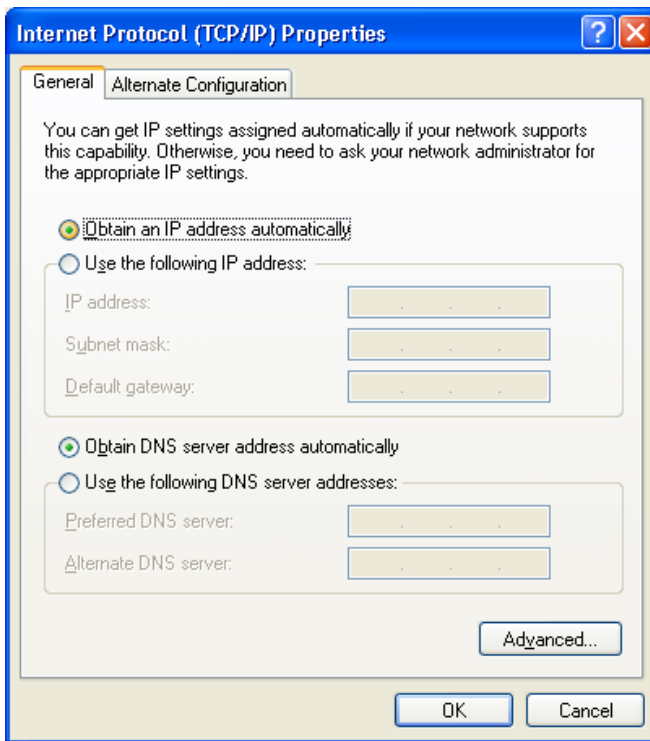 Internet Protocol (TCP/IP) Properties
General
Alternate Configuration
You can get IP settings assigned automatically if your network supports
this capability. Otherwise, you need to ask your network administrator for
the appropriate IP settings.
Obtain an IP address automatically
Use the following IP address:
IP address:
Subnet mask:
Default gateway:
Obtain DNS server address automatically
Use the following DNS server addresses:
Preferred DNS server:
Alternate DNS server:
Advanced...
OK
Cancel